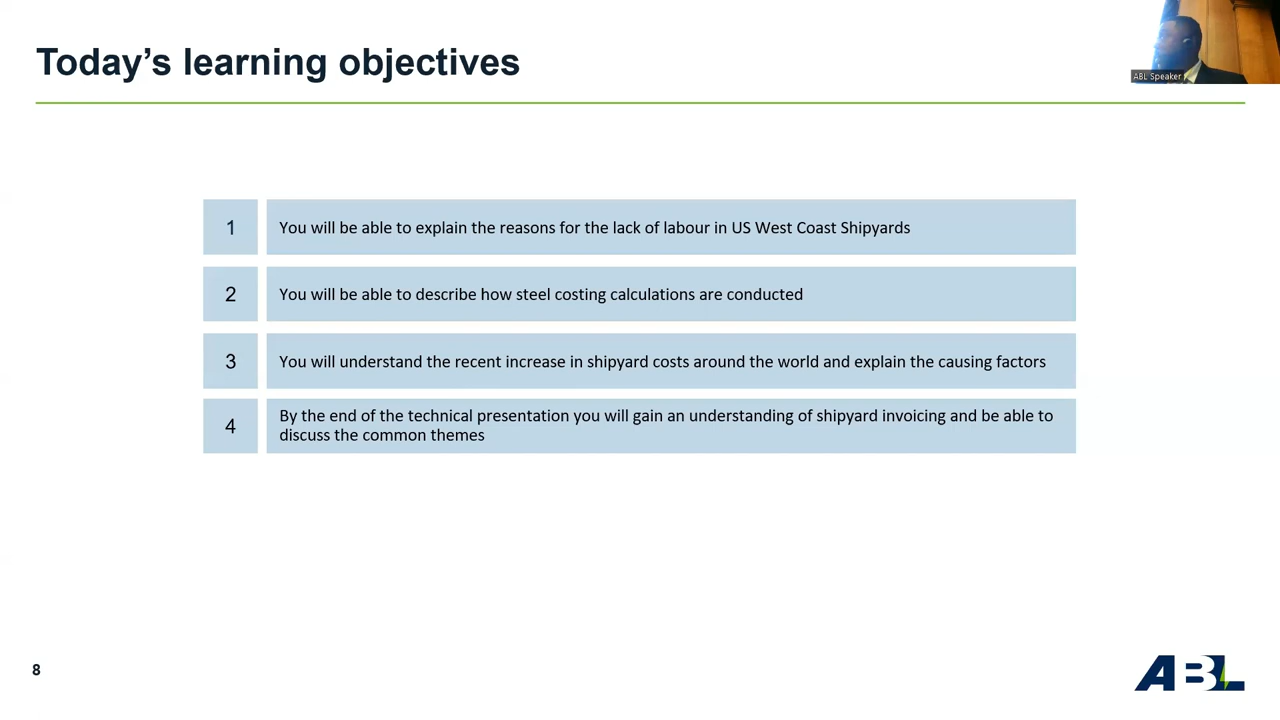 Today’s learning objectives
ABL Speaker
1
You will be able to explain the reasons for the lack of labour in US West Coast Shipyards
2
You will be able to describe how steel costing calculations are conducted
3
You will understand the recent increase in shipyard costs around the world and explain the causing factors
4
By the end of the technical presentation you will gain an understanding of shipyard invoicing and be able to
discuss the common themes
8
ABL